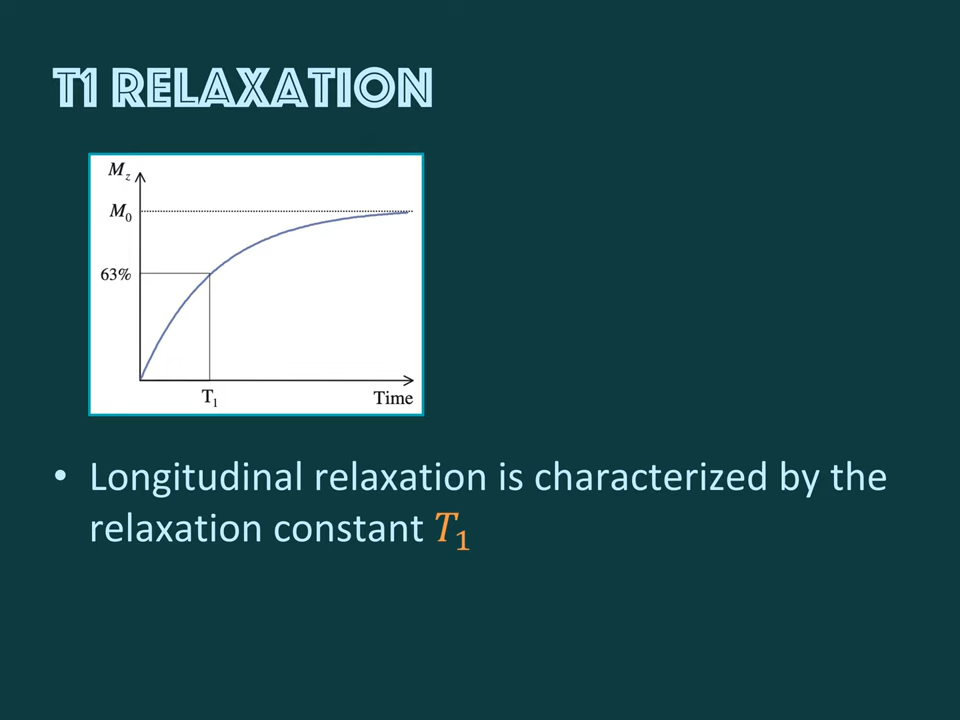 T1 RELAXATION
Mz
M0
63%
T1
Time
• Longitudinal relaxation is characterized by the
relaxation constant T1